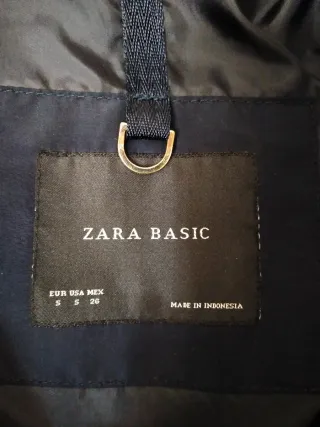 ZARA BASIC
EUR USA MEX
S S 26
MADE IN INDONESIA